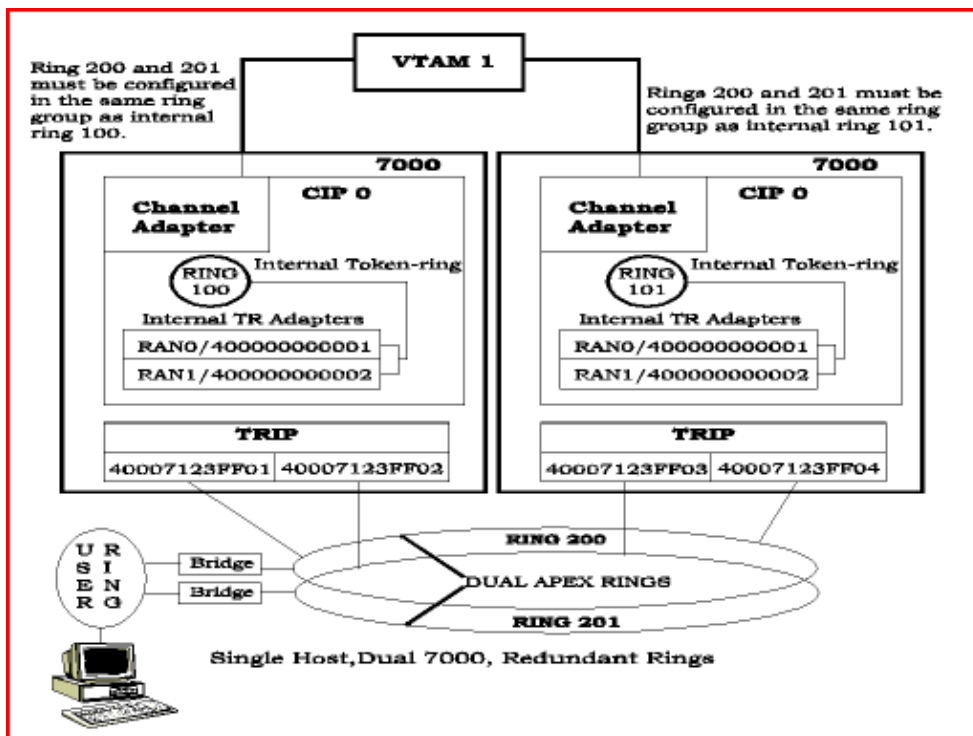 VTAM 1
Ring 200 and 201
must be configured
in the same ring
group as internal
ring 100.
Rings 200 and 201 must be
configured in the same ring
group as internal ring 101.
7000
CIP 0
Channel
Adapter
Internal Token-ring
RING
100
Internal TR Adapters
RAN0/400000000001
RAN1/400000000002
TRIP
40007123FF01 40007123FF02
7000
CIP 0
Channel
Adapter
Internal Token-ring
RING
101
Internal TR Adapters
RAN0/400000000001
RAN1/400000000002
TRIP
40007123FF03 40007123FF04
USER
RING
Bridge
Bridge
RING 200
DUAL APEX RINGS
RING 201
Single Host,Dual 7000, Redundant Rings